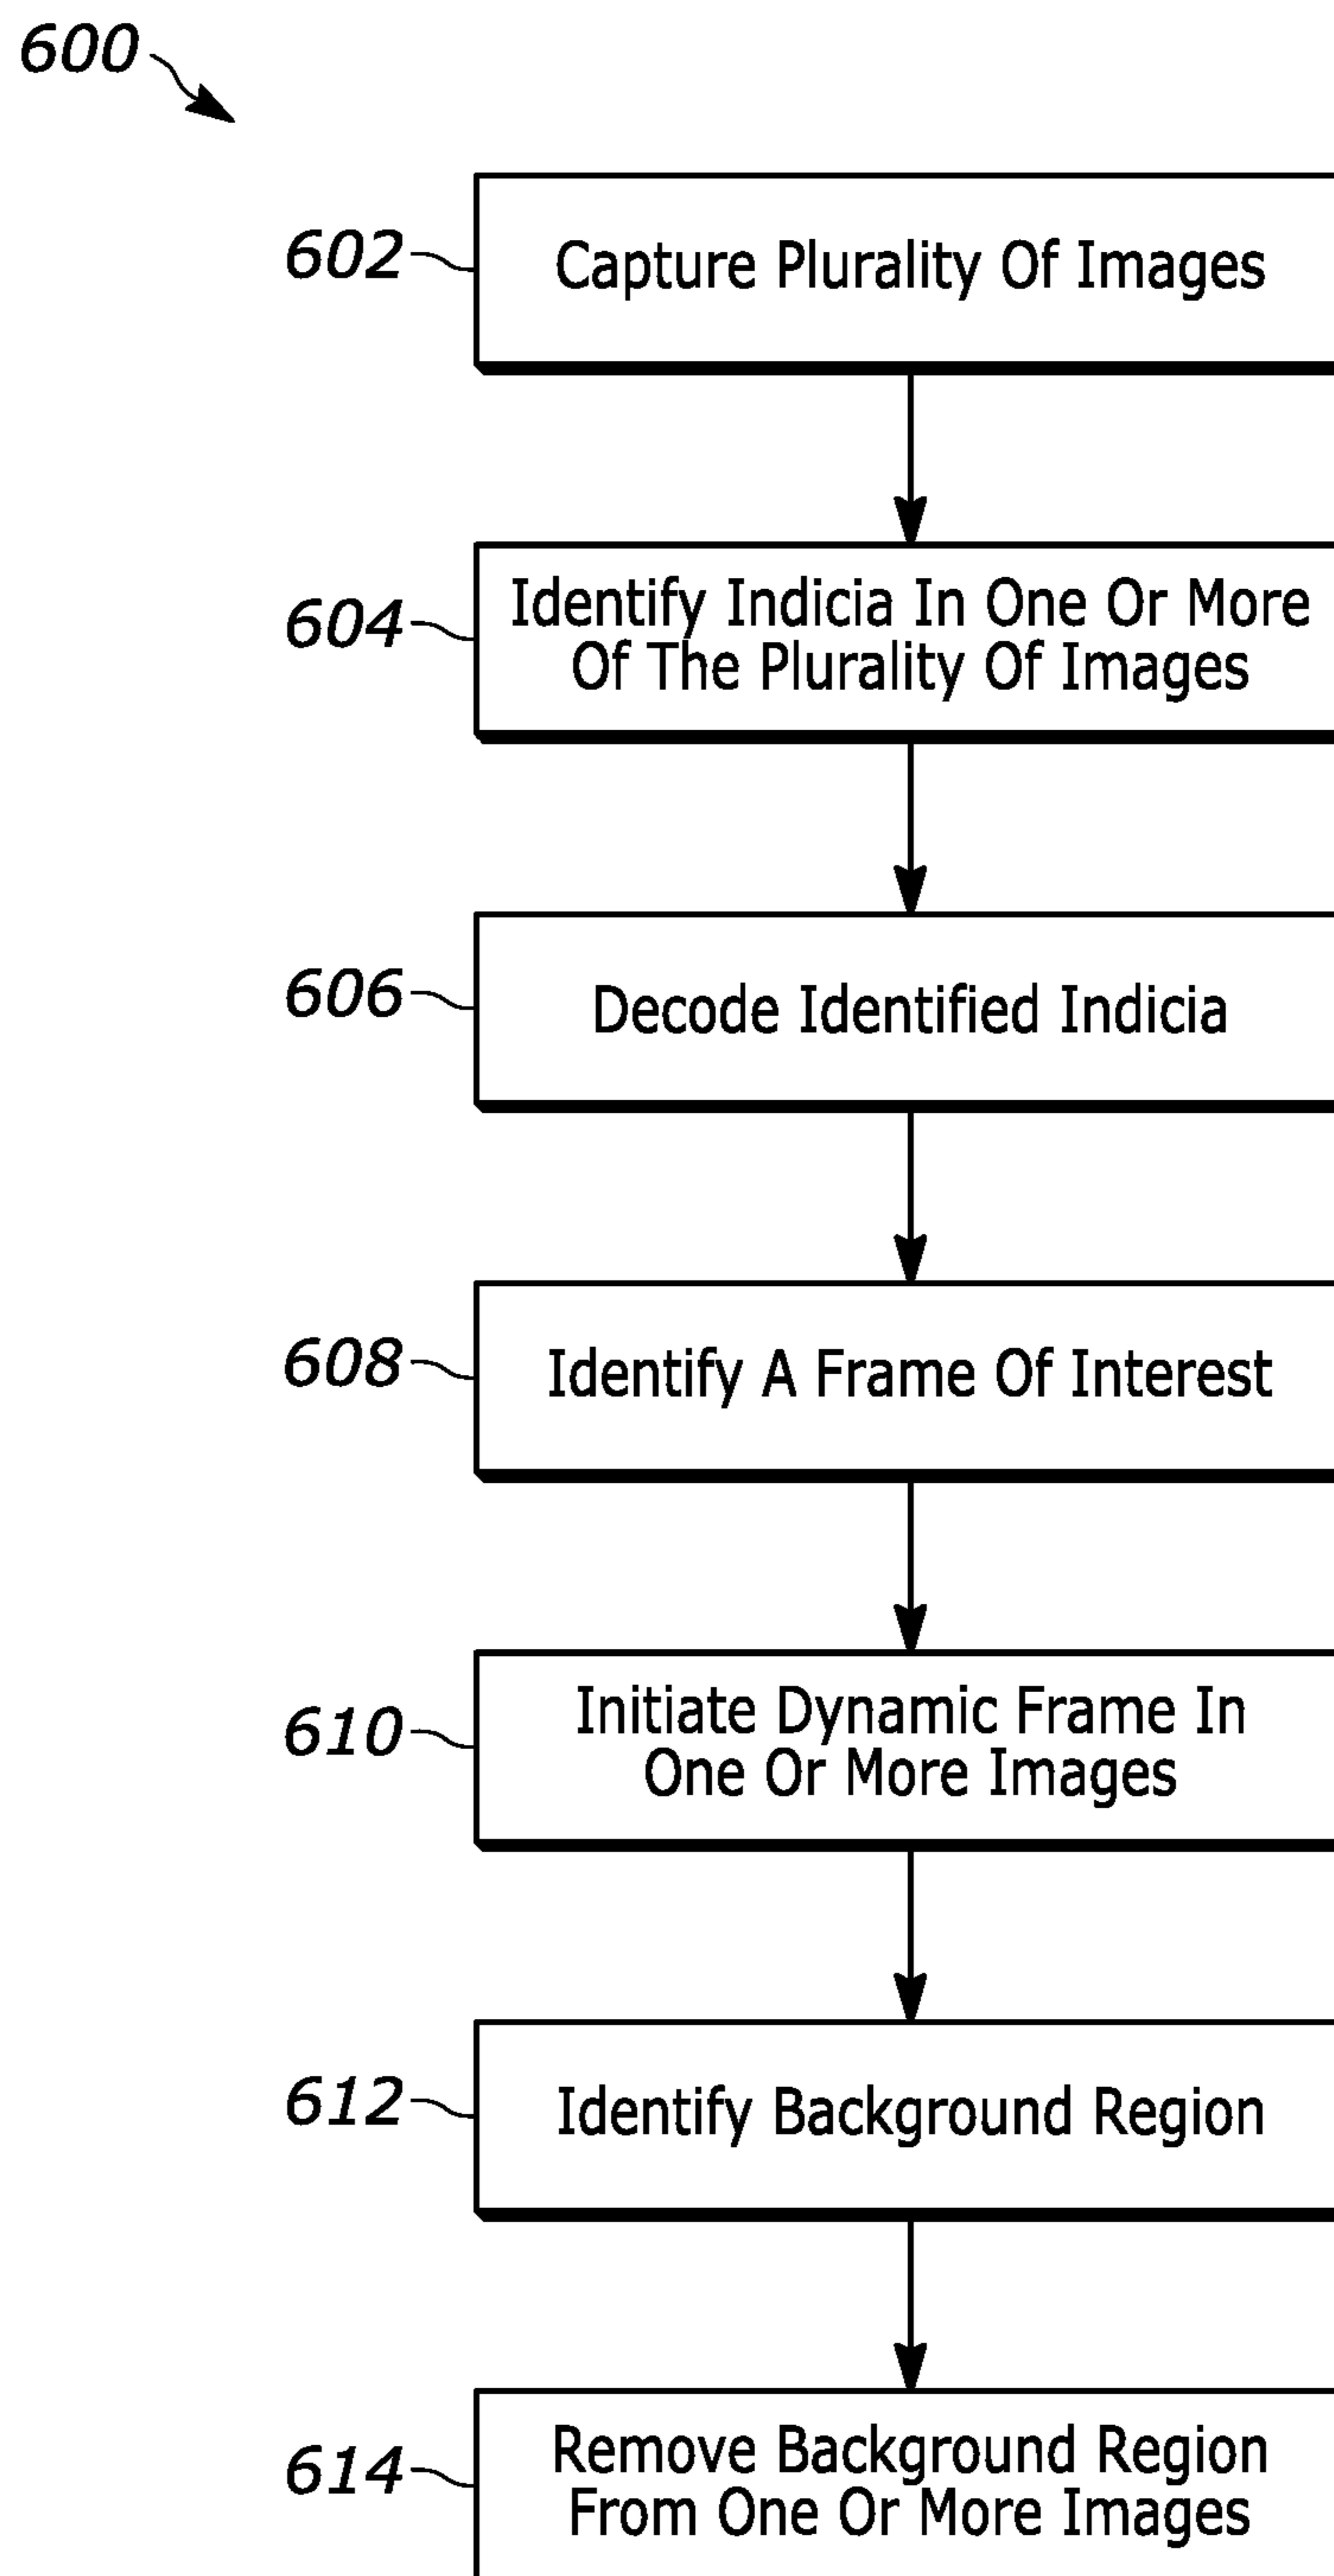 600
602
Capture Plurality Of Images
604
Identify Indicia In One Or More
Of The Plurality Of Images
606
Decode Identified Indicia
608
Identify A Frame Of Interest
610
Initiate Dynamic Frame In
One Or More Images
612
Identify Background Region
614
Remove Background Region
From One Or More Images